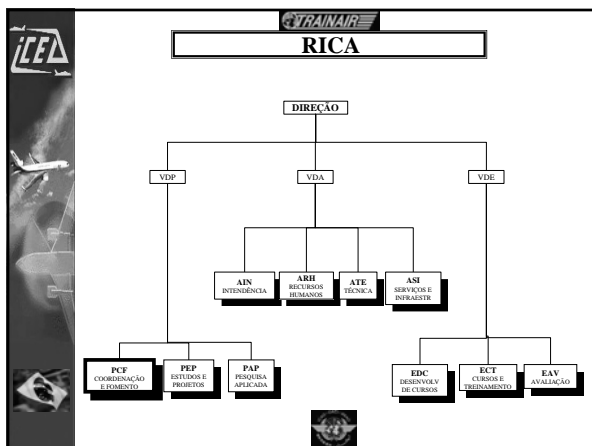 TRAINAIR
RICA
ICEA
DIREÇÃO
VDP
VDA
VDE
AIN
INTENDÊNCIA
ARH
RECURSOS
HUMANOS
ATE
TÉCNICA
ASI
SERVIÇOS E
INFRAESTR
PCF
COORDENAÇÃO
E FOMENTO
PEP
ESTUDOS E
PROJETOS
PAP
PESQUISA
APLICADA
EDC
DESENVOLV
DE CURSOS
ECT
CURSOS E
TREINAMENTO
EAV
AVALIAÇÃO